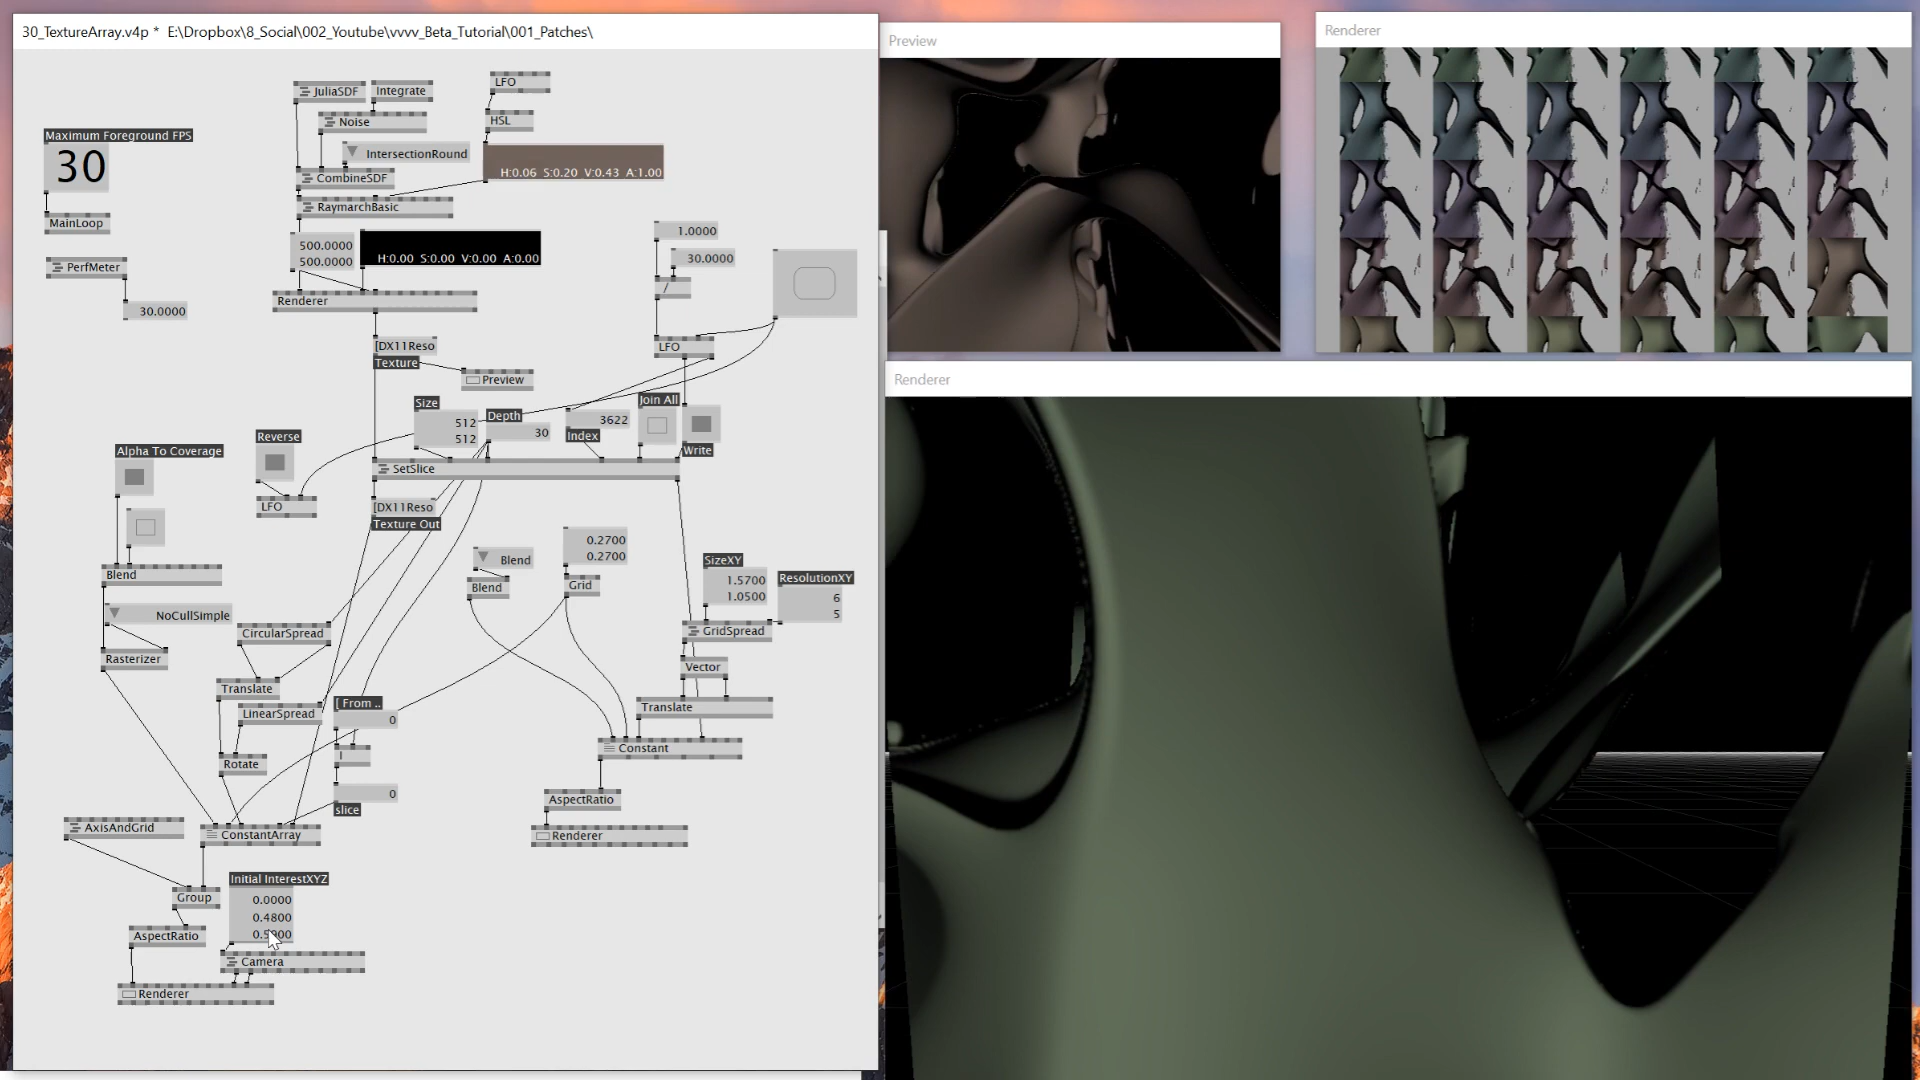 30_TextureArray.v4p *  E:\Dropbox\8_Social\002_Youtube\vvvv_Beta_Tutorial\001_Patches\
Preview
Renderer
LFO
JuliaSDF
Integrate
HSL
Noise
Maximum Foreground FPS
30
IntersectionRound
H:0.06 S:0.20 V:0.43 A:1.00
CombineSDF
RaymarchBasic
MainLoop
1.0000
500.0000
500.0000
H:0.00 S:0.00 V:0.00 A:0.00
30.0000
PerfMeter
/
Renderer
30.0000
[DX11Reso
Texture
LFO
Preview
Renderer
Size
Depth
Join All
512
512
30
3622
Index
Write
Reverse
Alpha To Coverage
SetSlice
LFO
[DX11Reso
Texture Out
0.2700
0.2700
Blend
Blend
Grid
SizeXY
1.5700
1.0500
ResolutionXY
6
5
Blend
NoCullSimple
CircularSpread
GridSpread
Rasterizer
Vector
Translate
[ From ..
0
LinearSpread
Translate
Constant
Rotate
0
slice
AspectRatio
AxisAndGrid
ConstantArray
Renderer
Initial InterestXYZ
Group
0.0000
0.4800
AspectRatio
Camera
Renderer